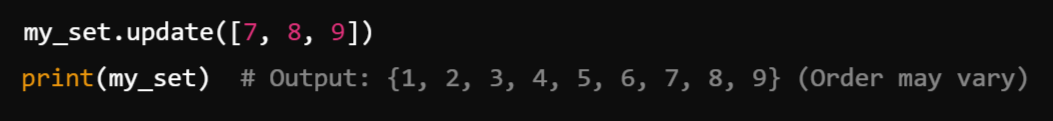 my_set.update([7, 8, 9])
print(my_set)  # Output: {1, 2, 3, 4, 5, 6, 7, 8, 9} (Order may vary)